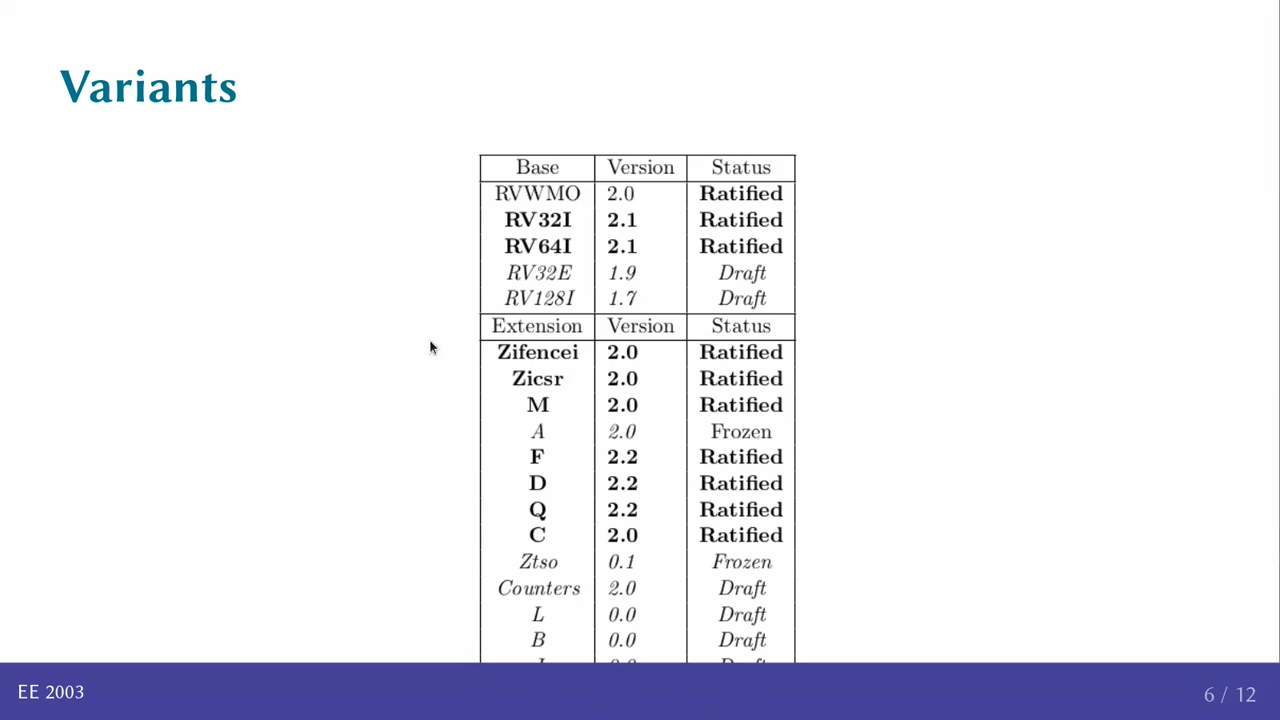 Variants
Base Version Status
RVWMO 2.0 Ratified
RV32I 2.1 Ratified
RV64I 2.1 Ratified
RV32E 1.9 Draft
RV128I 1.7 Draft
Extension Version Status
Zifencei 2.0 Ratified
Zicsr 2.0 Ratified
M 2.0 Ratified
A 2.0 Frozen
F 2.2 Ratified
D 2.2 Ratified
Q 2.2 Ratified
C 2.0 Ratified
Ztso 0.1 Frozen
Counters 2.0 Draft
L 0.0 Draft
B 0.0 Draft
EE 2003
6 / 12